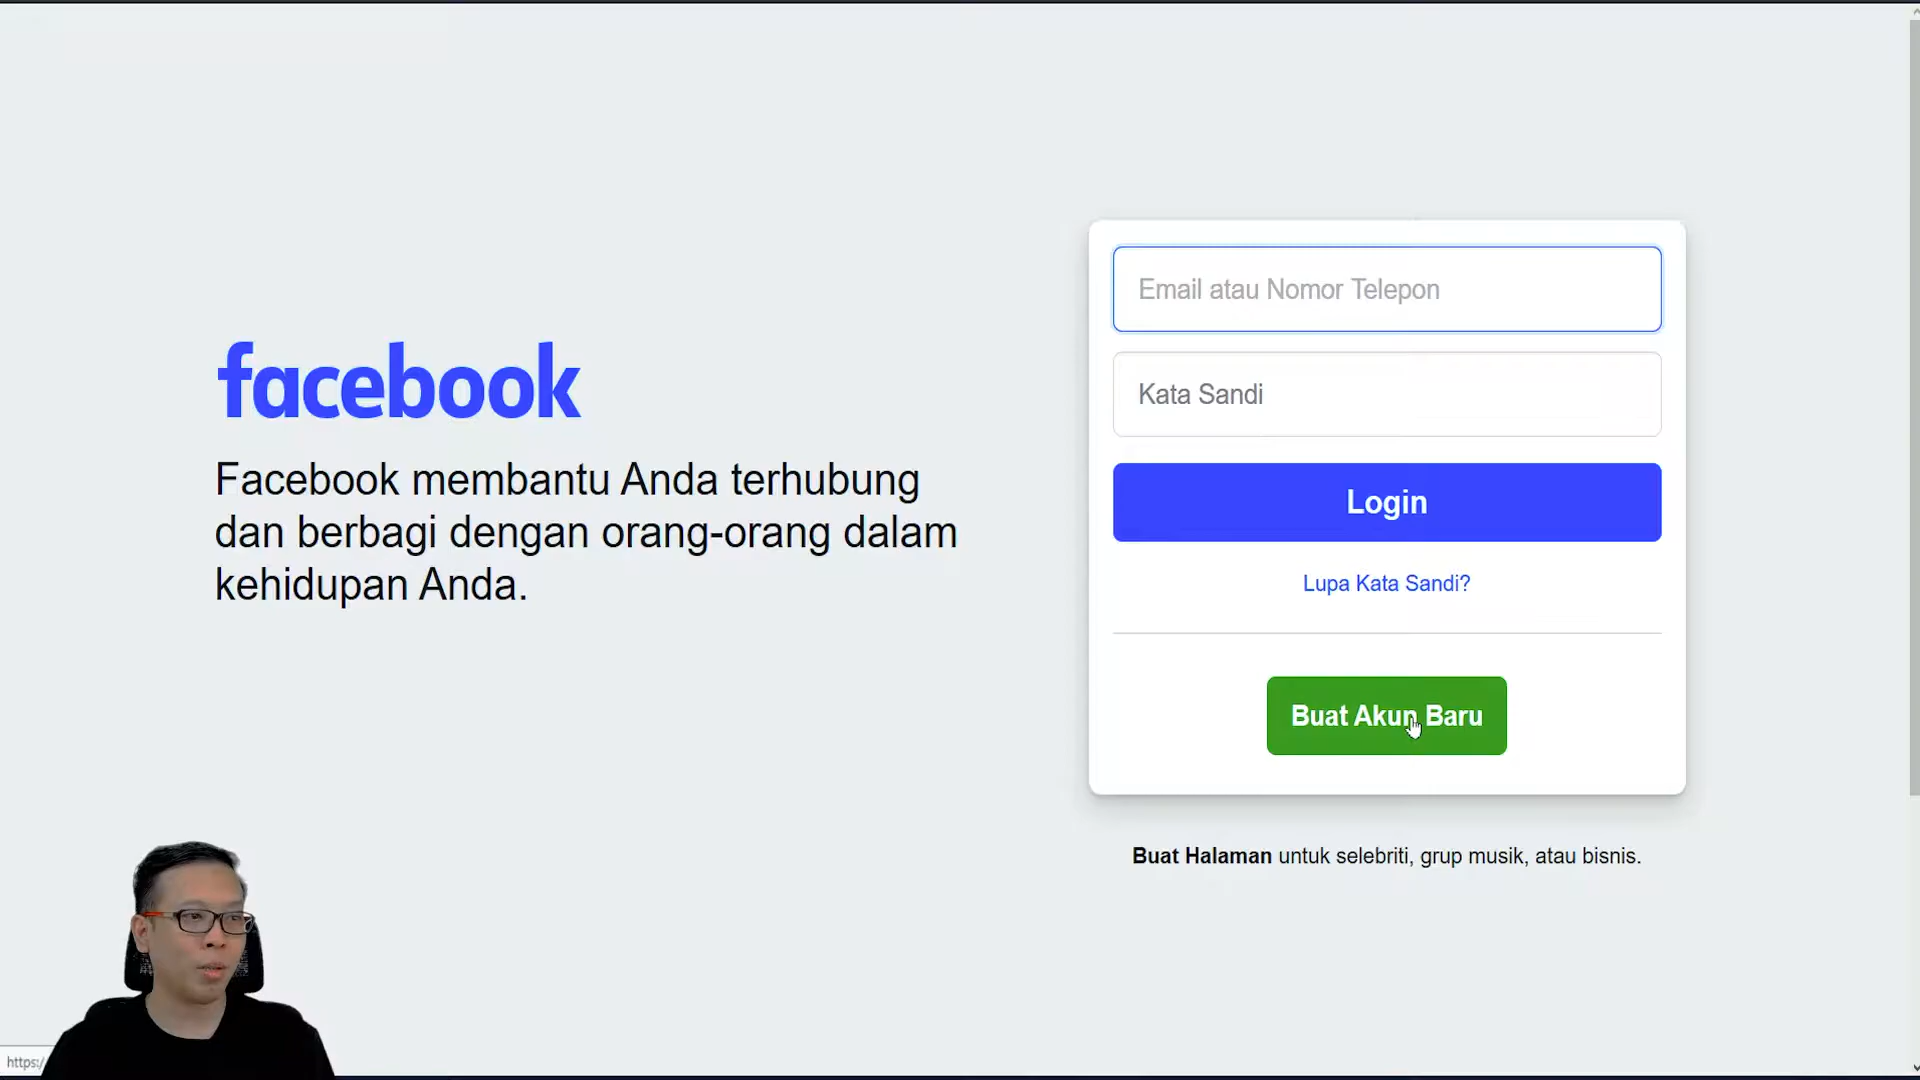 facebook
Facebook membantu Anda terhubung
dan berbagi dengan orang-orang dalam
kehidupan Anda.
Email atau Nomor Telepon
Kata Sandi
Login
Lupa Kata Sandi?
Buat Akun Baru
Buat Halaman untuk selebriti, grup musik, atau bisnis.
https:/